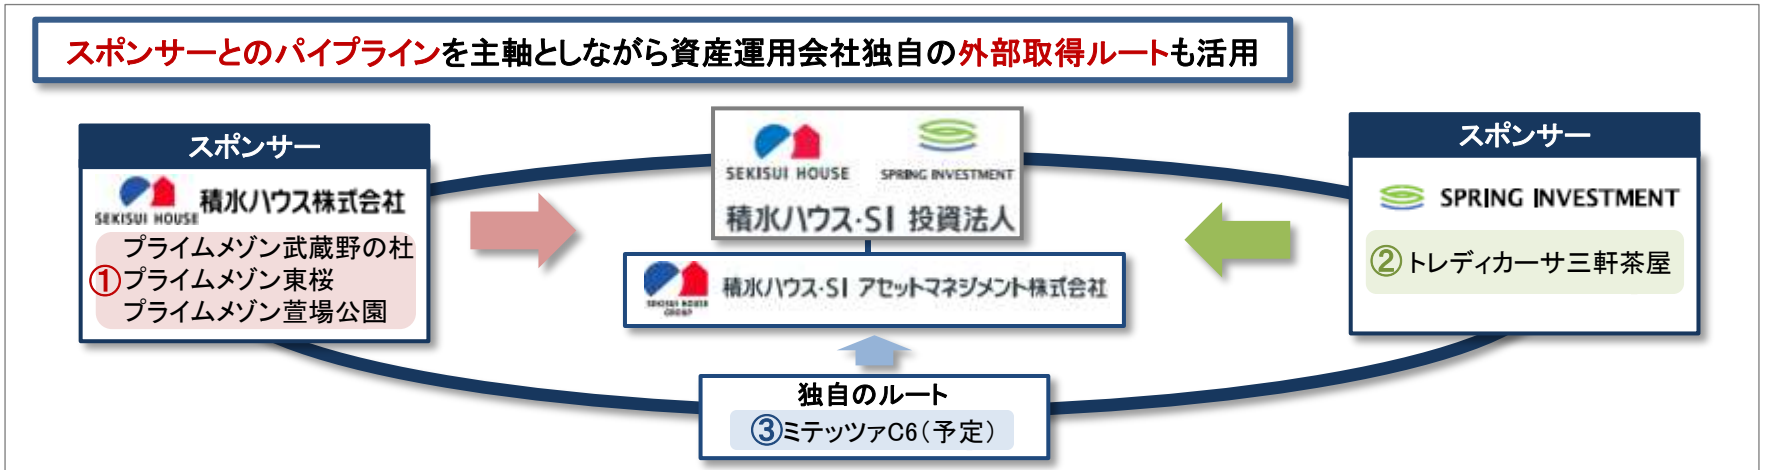 スポンサーとのパイプラインを主軸としながら資産運用会社独自の外部取得ルートも活用
スポンサー
SEKISUI HOUSE 積水ハウス株式会社
① プライムメゾン武蔵野の杜
プライムメゾン東桜
プライムメゾン萱場公園
SEKISUI HOUSE SPRING INVESTMENT
積水ハウス・SI 投資法人
SEKISUI HOUSE GROUP
積水ハウス・SI アセットマネジメント株式会社
スポンサー
SPRING INVESTMENT
② トレディカーサ三軒茶屋
独自のルート
③ミテッツァC6(予定)